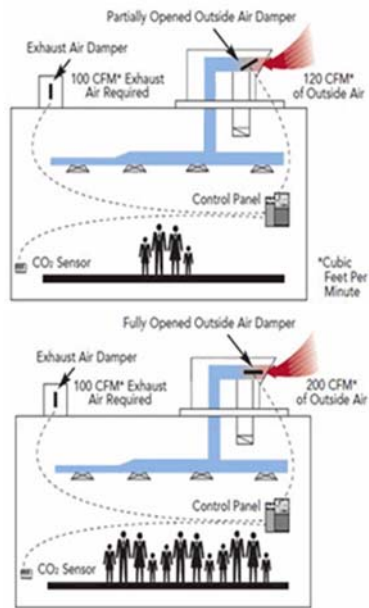 Partially Opened Outside Air Damper
Exhaust Air Damper
100 CFM* Exhaust
Air Required
120 CFM*
of Outside Air
Control Panel
CO₂ Sensor
*Cubic
Feet Per
Minute
Fully Opened Outside Air Damper
Exhaust Air Damper
100 CFM* Exhaust
Air Required
200 CFM*
of Outside Air
Control Panel
CO₂ Sensor